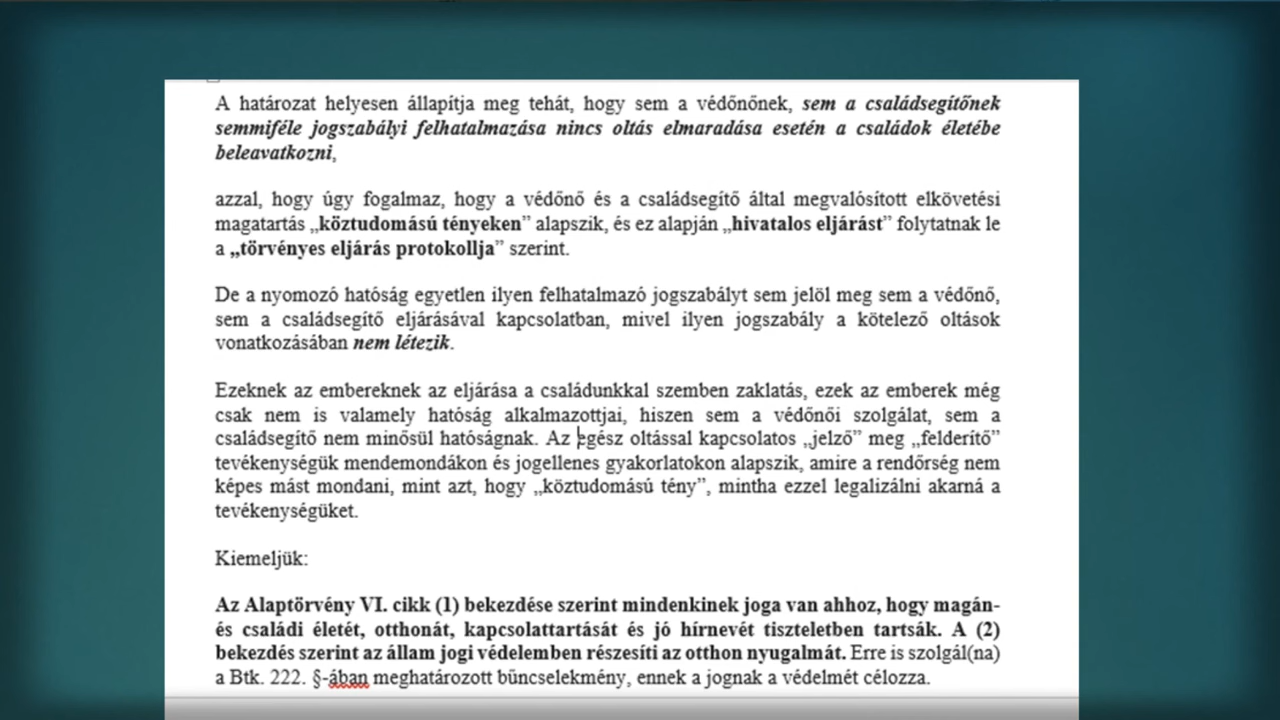 A határozat helyesen állapítja meg tehát, hogy sem a védőnőnek, sem a családsegítőnek
semmiféle jogszabályi felhatalmazása nincs oltás elmaradása esetén a családok életébe
beleavatkozni,
azzal, hogy úgy fogalmaz, hogy a védőnő és a családsegítő által megvalósított elkövetési
magatartás „köztudomású tényeken” alapszik, és ez alapján „hivatalos eljárást” folytatnak le
a „törvényes eljárás protokollja” szerint.
De a nyomozó hatóság egyetlen ilyen felhatalmazó jogszabályt sem jelöl meg sem a védőnő,
sem a családsegítő eljárásával kapcsolatban, mivel ilyen jogszabály a kötelező oltások
vonatkozásában nem létezik.
Ezeknek az embereknek az eljárása a családunkkal szemben zaklatás, ezek az emberek még
csak nem is valamely hatóság alkalmazottjai, hiszen sem a védőnői szolgálat, sem a
családsegítő nem minősül hatóságnak. Az egész oltással kapcsolatos „jelző” meg „felderítő”
tevékenységük mendemondákon és jogellenes gyakorlatokon alapszik, amire a rendőrség nem
képes mást mondani, mint azt, hogy „köztudomású tény”, mintha ezzel legalizálni akarná a
tevékenységüket.
Kiemeljük:
Az Alaptörvény VI. cikk (1) bekezdése szerint mindenkinek joga van ahhoz, hogy magán-
és családi életét, otthonát, kapcsolattartását és jó hírnevét tiszteletben tartsák. A (2)
bekezdés szerint az állam jogi védelemben részesíti az otthon nyugalmát. Erre is szolgál(na)
a Btk. 222. §-ában meghatározott bűncselekmény, ennek a jognak a védelmét célozza.